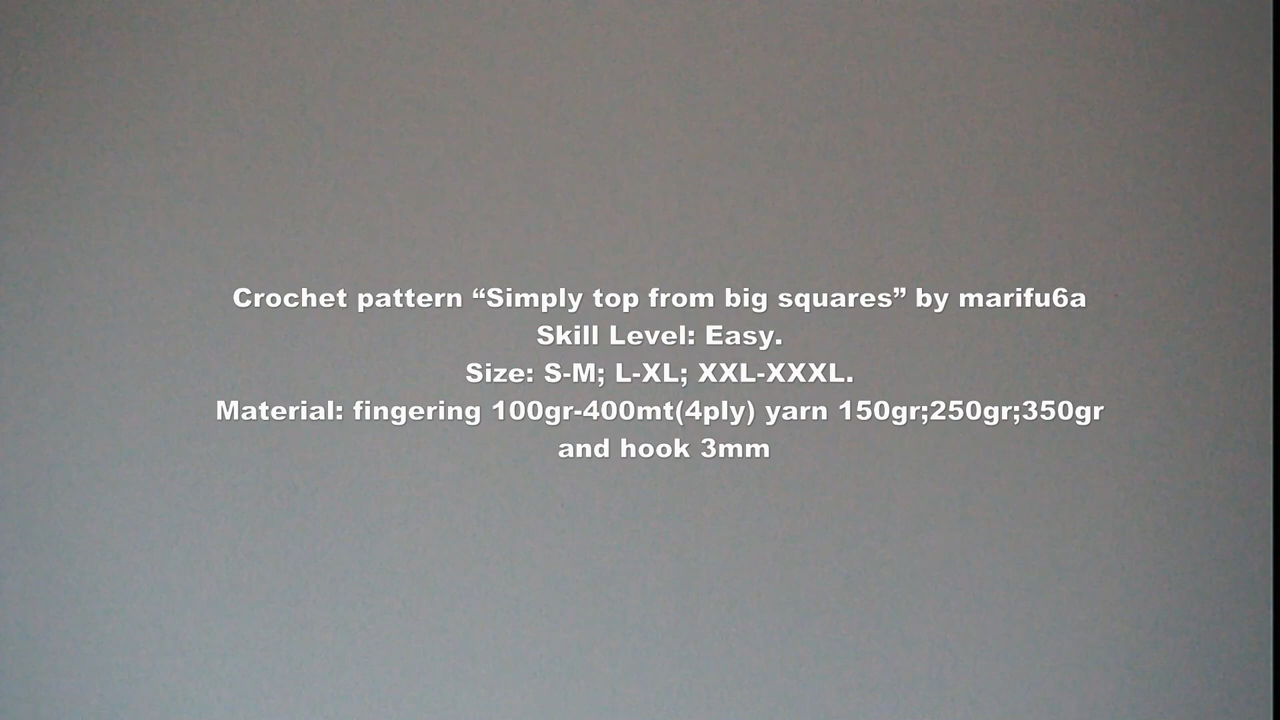 Crochet pattern “Simply top from big squares” by marifu6a
Skill Level: Easy.
Size: S-M; L-XL; XXL-XXXL.
Material: fingering 100gr-400mt(4ply) yarn 150gr;250gr;350gr
and hook 3mm